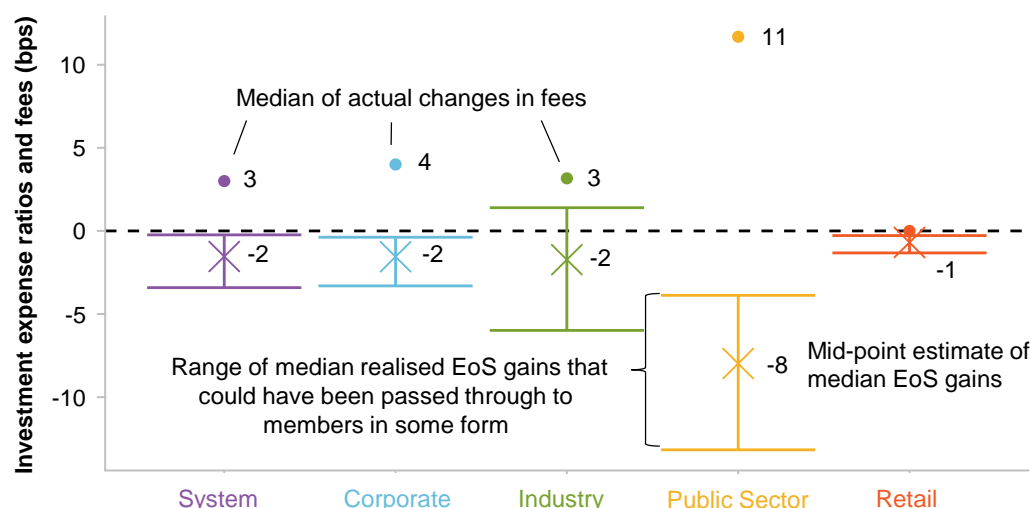 Investment expense ratios and fees (bps)
10
5
0
-5
-10
11
Median of actual changes in fees
3
4
3
-2
-2
-2
-1
Range of median realised EoS gains that
could have been passed through to
members in some form
-8
Mid-point estimate of
median EoS gains
System
Corporate
Industry
Public Sector
Retail